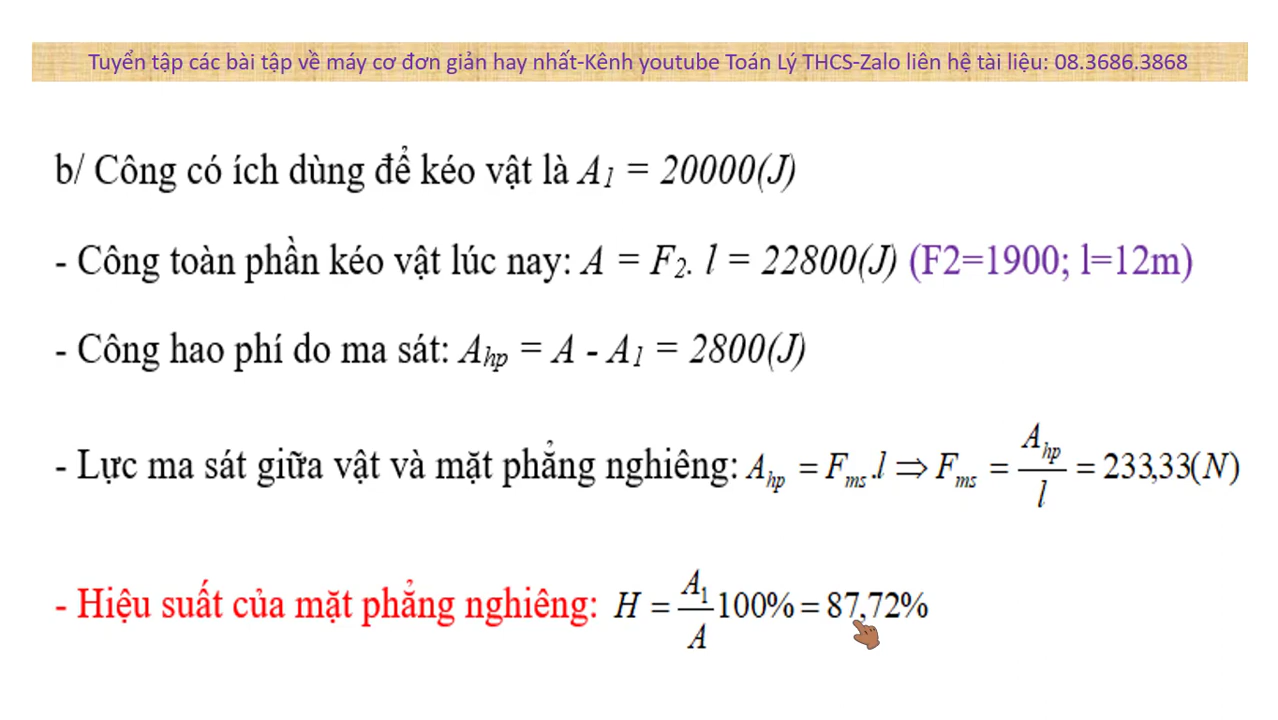 Tuyển tập các bài tập về máy cơ đơn giản hay nhất-Kênh youtube Toán Lý THCS-Zalo liên hệ tài liệu: 08.3686.3868
b/ Công có ích dùng để kéo vật là A₁ = 20000(J)
- Công toàn phần kéo vật lúc nay: A = F₂. l = 22800(J) (F2=1900; l=12m)
- Công hao phí do ma sát: Aₕₚ = A - A₁ = 2800(J)
- Lực ma sát giữa vật và mặt phẳng nghiêng: A_hp = F_ms.l ⇒ F_ms = A_hp/l = 233,33(N)
- Hiệu suất của mặt phẳng nghiêng: H = A₁/A 100% = 87,72%